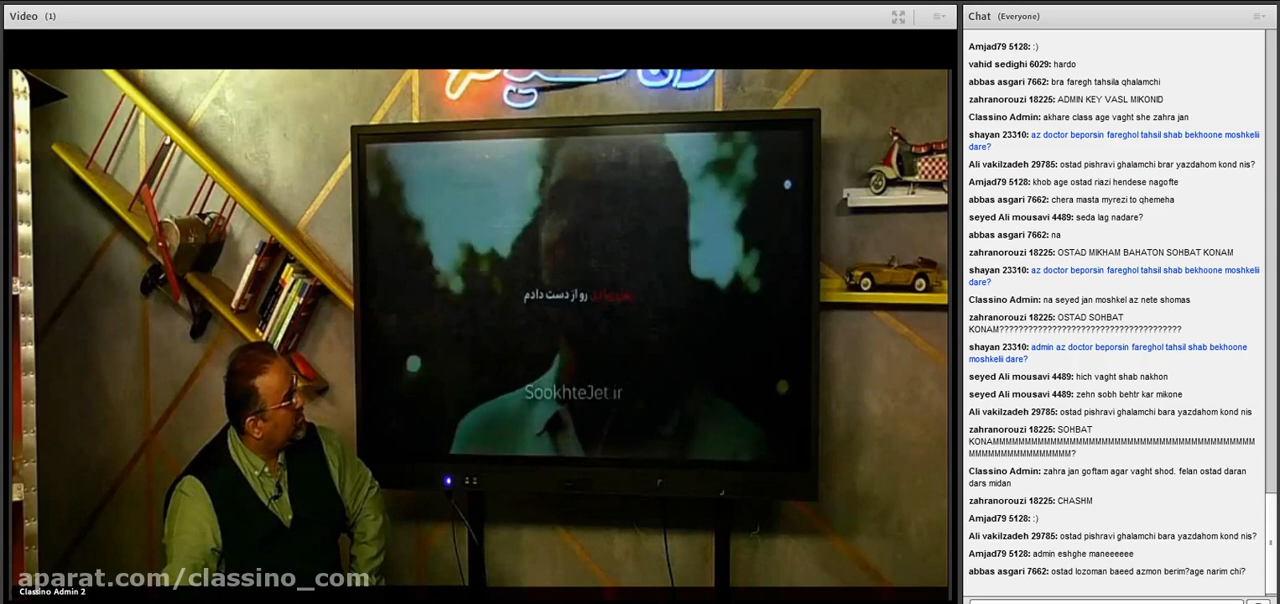 Video (1)
رو از دست دادم
SookhteJet.ir
aparat.com/classino_com
Classino Admin 2
Chat (Everyone)
Amjad79 5128: :)
vahid sedighi 6029: hardo
abbas asgari 7662: bra faregh tahsila qhalamchi
zahranorouzi 18225: ADMIN KEY VASL MIKONID
Classino Admin: akhare class age vaght she zahra jan
shayan 23310: az doctor beporsin fareghol tahsil shab bekhoone moshkelii
dare?
Ali vakilzadeh 29785: ostad pishravi ghalamchi brar yazdahom kond nis?
Amjad79 5128: khob age ostad riazi hendese nagofte
abbas asgari 7662: chera masta myrezi to qhemeha
seyed Ali mousavi 4489: seda lag nadare?
abbas asgari 7662: na
zahranorouzi 18225: OSTAD MIKHAM BAHATON SOHBAT KONAM
shayan 23310: az doctor beporsin fareghol tahsil shab bekhoone moshkelii
dare?
Classino Admin: na seyed jan moshkel az nete shomas
zahranorouzi 18225: OSTAD SOHBAT
KONAM??????????????????????????????????????
shayan 23310: admin az doctor beporsin fareghol tahsil shab bekhoone
moshkelii dare?
seyed Ali mousavi 4489: hich vaght shab nakhon
seyed Ali mousavi 4489: zehn sobh behtr kar mikone
Ali vakilzadeh 29785: ostad pishravi ghalamchi bara yazdahom kond nis
zahranorouzi 18225: SOHBAT
KONAMMMMMMMMMMMMMMMMMMMMMMMMMMMMMMMMMMMMMMMM
MMMMMMMMMMMMMMMM?
Classino Admin: zahra jan goftam agar vaght shod. felan ostad daran
dars midan
zahranorouzi 18225: CHASHM
Amjad79 5128: :)
Ali vakilzadeh 29785: ostad pishravi ghalamchi bara yazdahom kond nis?
Amjad79 5128: admin eshghe maneeeeee
abbas asgari 7662: ostad lozoman baeed azmon berim?age narim chi?